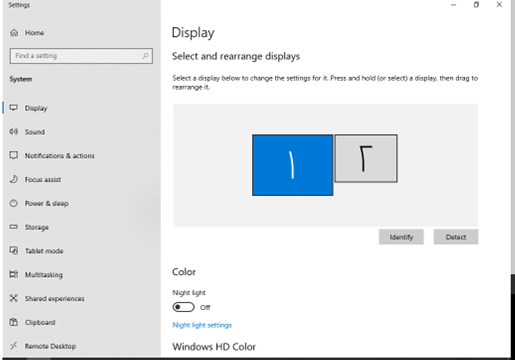 Settings
Home
Find a setting
System
Display
Sound
Notifications & actions
Focus assist
Power & sleep
Storage
Tablet mode
Multitasking
Shared experiences
Clipboard
Remote Desktop
Display
Select and rearrange displays
Select a display below to change the settings for it. Press and hold (or select) a display, then drag to
rearrange it.
١
٢
Identify
Detect
Color
Night light
Off
Night light settings
Windows HD Color